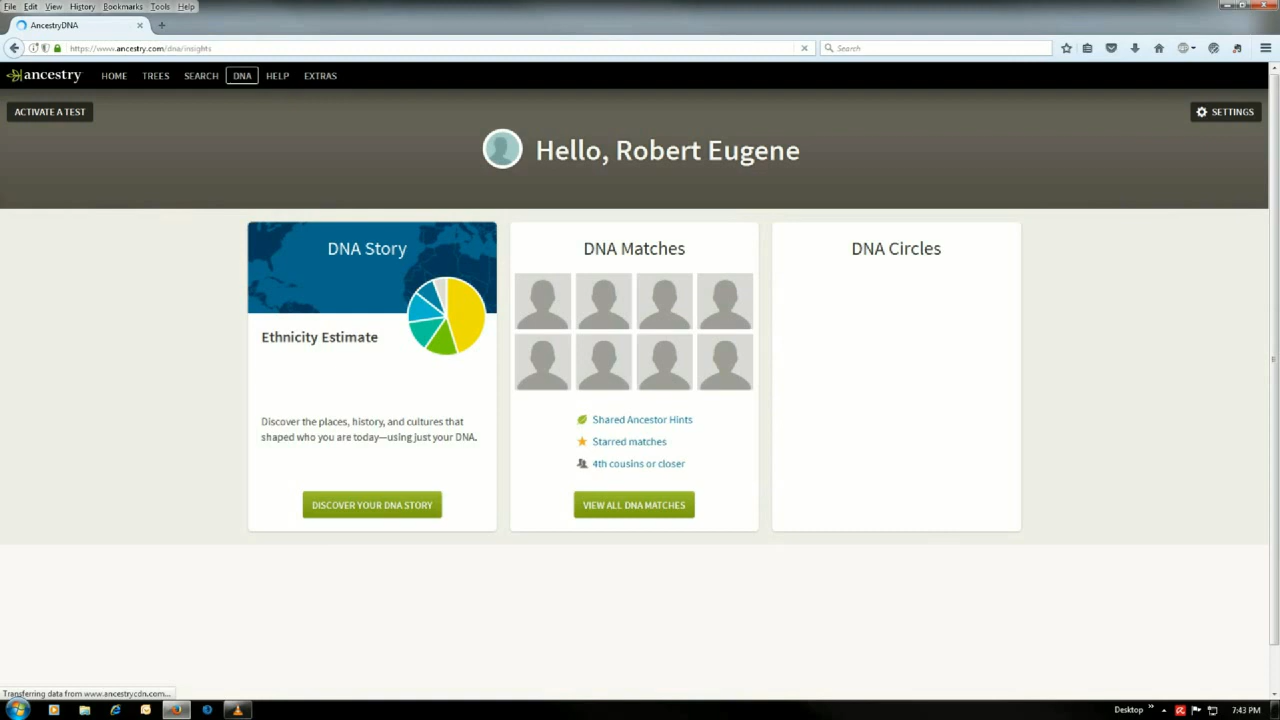 File Edit View History Bookmarks Tools Help
AncestryDNA
https://www.ancestry.com/dna/insights
Search
ancestry HOME TREES SEARCH DNA HELP EXTRAS
ACTIVATE A TEST
SETTINGS
Hello, Robert Eugene
DNA Story
Ethnicity Estimate
Discover the places, history, and cultures that
shaped who you are today—using just your DNA.
DISCOVER YOUR DNA STORY
DNA Matches
Shared Ancestor Hints
Starred matches
4th cousins or closer
VIEW ALL DNA MATCHES
DNA Circles
Transferring data from www.ancestrycdn.com...
Desktop
7:43 PM